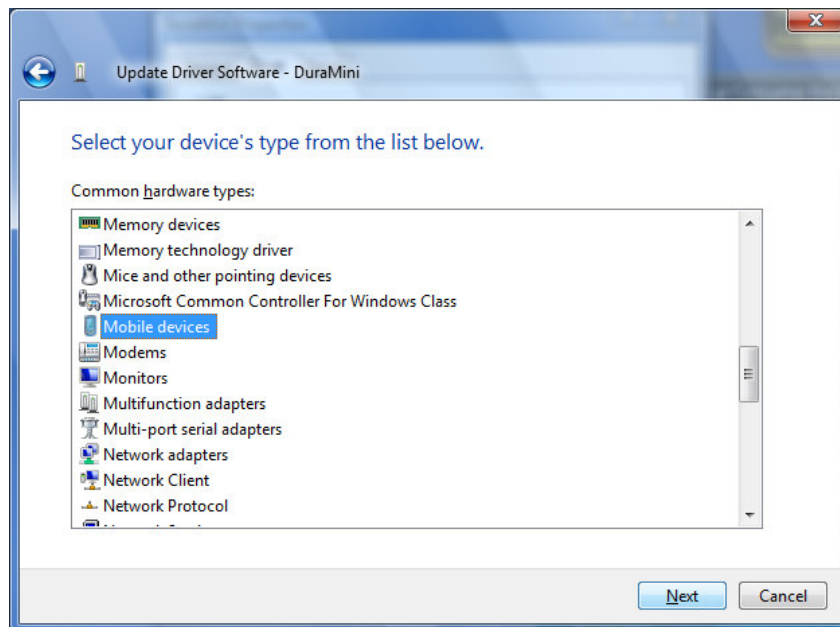 Update Driver Software - DuraMini
Select your device's type from the list below.
Common hardware types:
Memory devices
Memory technology driver
Mice and other pointing devices
Microsoft Common Controller For Windows Class
Mobile devices
Modems
Monitors
Multifunction adapters
Multi-port serial adapters
Network adapters
Network Client
Network Protocol
Next
Cancel